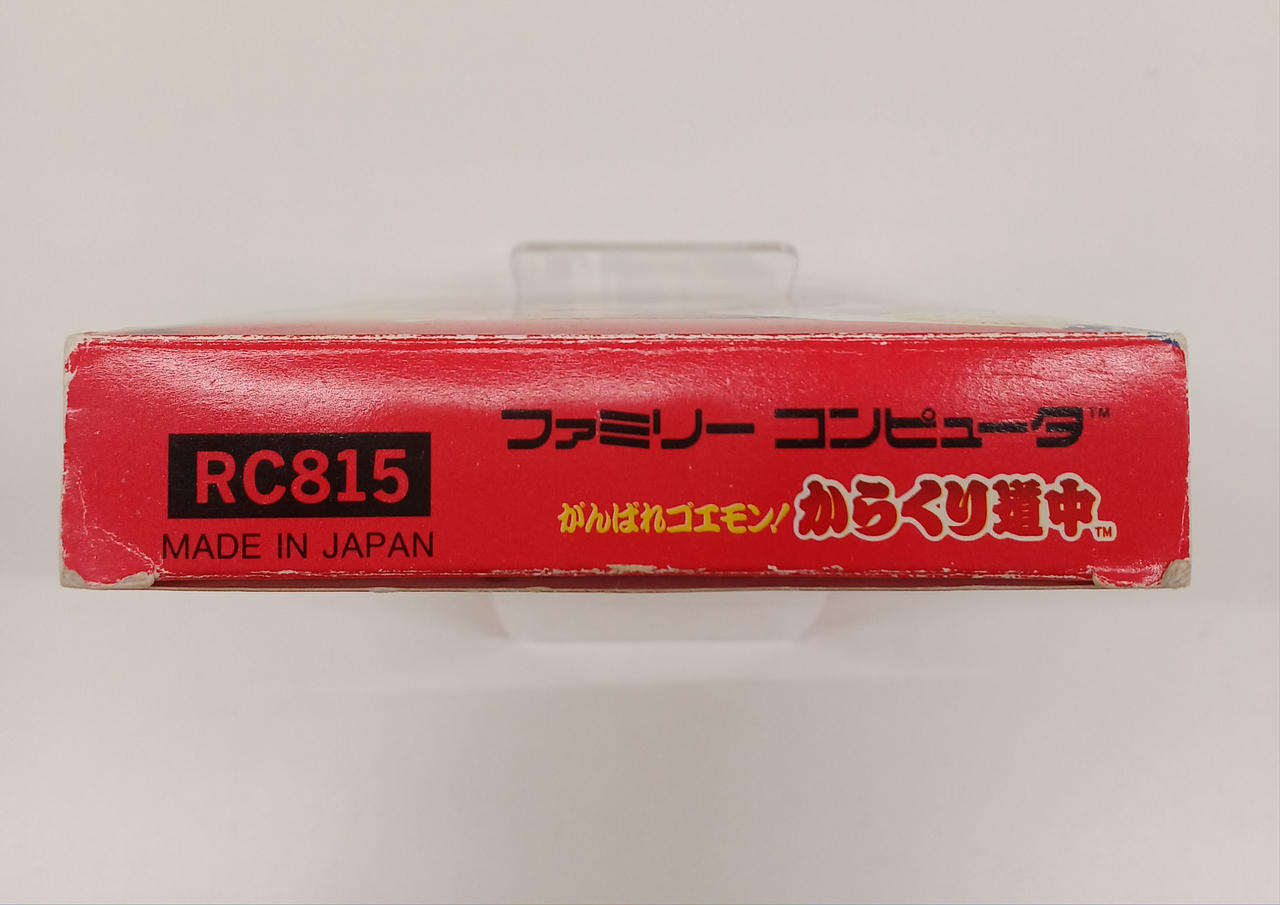 ファミリー コンピュータ™
RC815
がんばれゴエモン!からくり道中™
MADE IN JAPAN